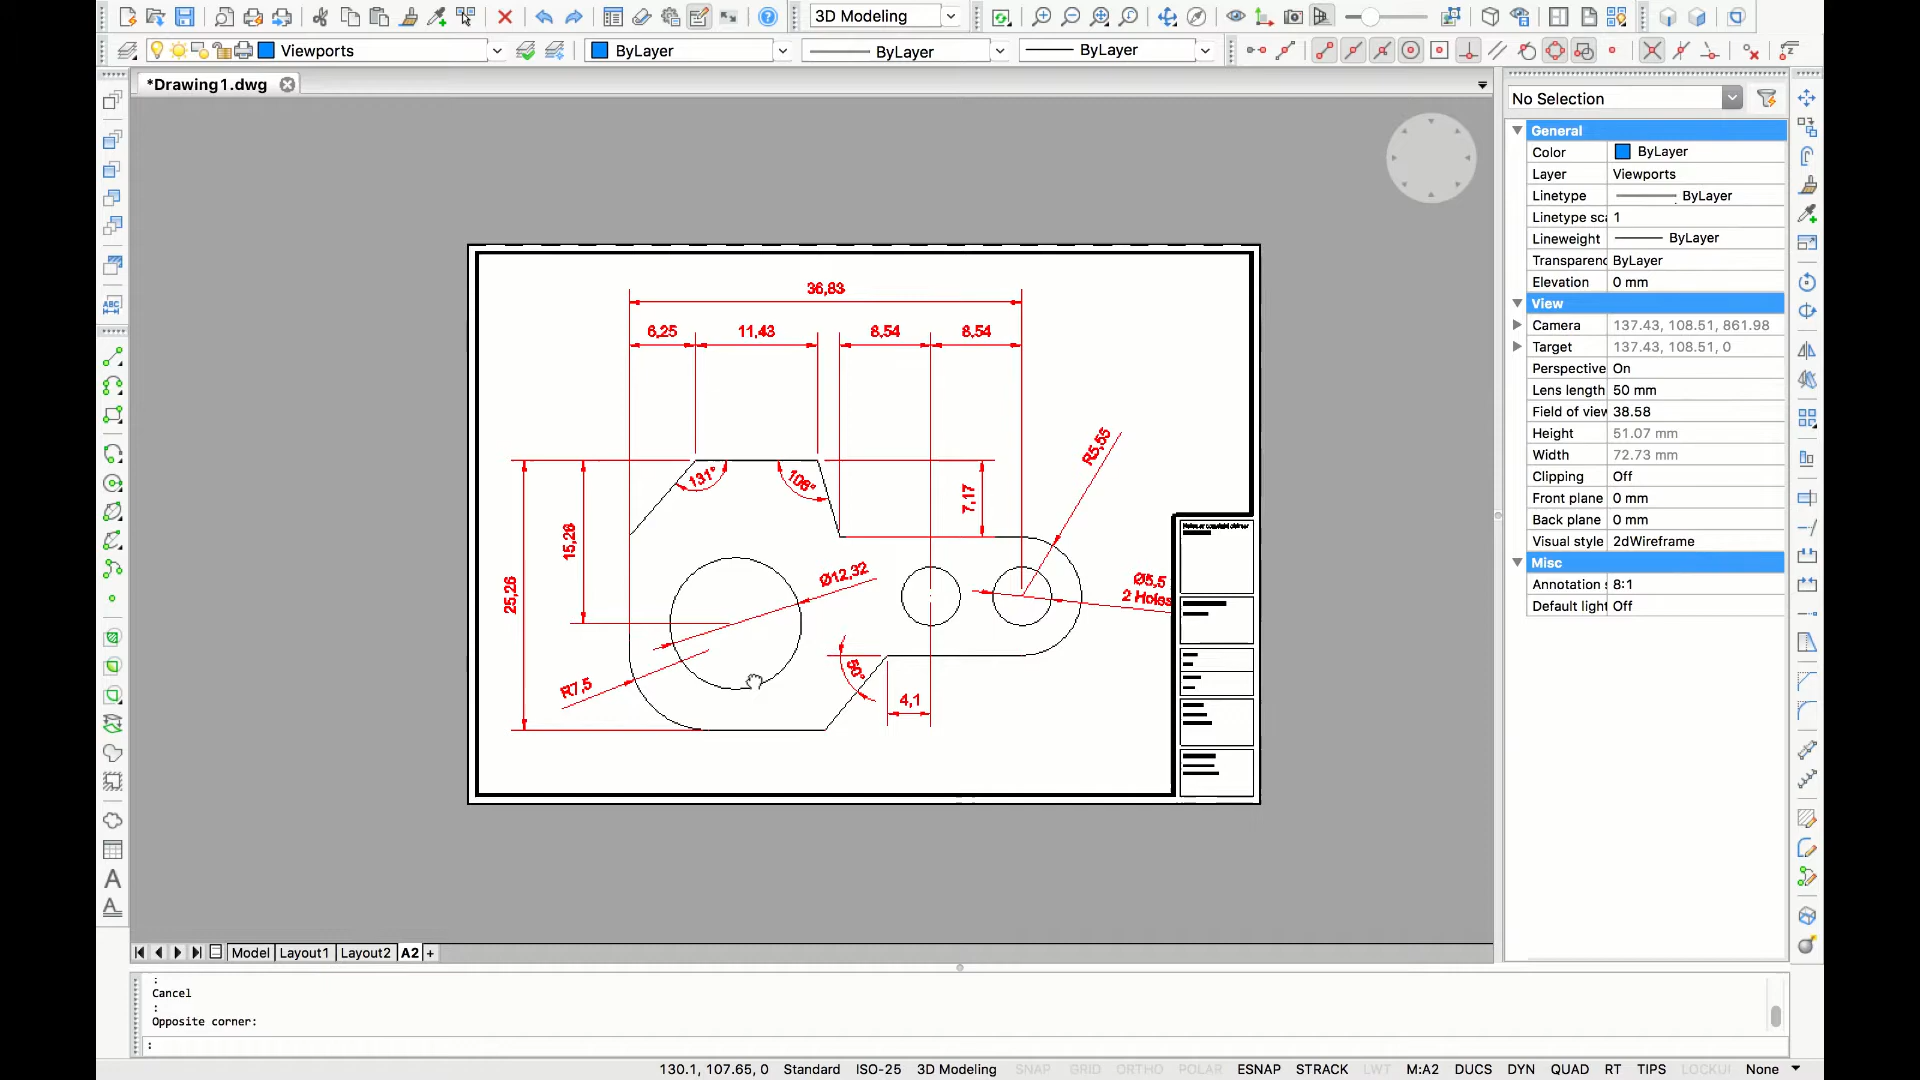 3D Modeling
Viewports
ByLayer
ByLayer
ByLayer
*Drawing1.dwg
No Selection
General
Color ByLayer
Layer Viewports
Linetype ByLayer
Linetype sca 1
Lineweight ByLayer
Transparenc ByLayer
Elevation 0 mm
View
Camera 137.43, 108.51, 861.98
Target 137.43, 108.51, 0
Perspective On
Lens length 50 mm
Field of view 38.58
Height 51.07 mm
Width 72.73 mm
Clipping Off
Front plane 0 mm
Back plane 0 mm
Visual style 2dWireframe
Misc
Annotation s 8:1
Default light Off
36,83
6,25 11,43 8,54 8,54
R5,55
131° 106°
7,17
15,28
25,26
Ø12,32
Ø5,5
2 Holes
R7,5
50°
4,1
ABC
A
A
Model Layout1 Layout2 A2 +
:
Cancel
:
Opposite corner:
:
130.1, 107.65, 0 Standard ISO-25 3D Modeling SNAP GRID ORTHO POLAR ESNAP STRACK LWT M:A2 DUCS DYN QUAD RT TIPS LOCKUI None